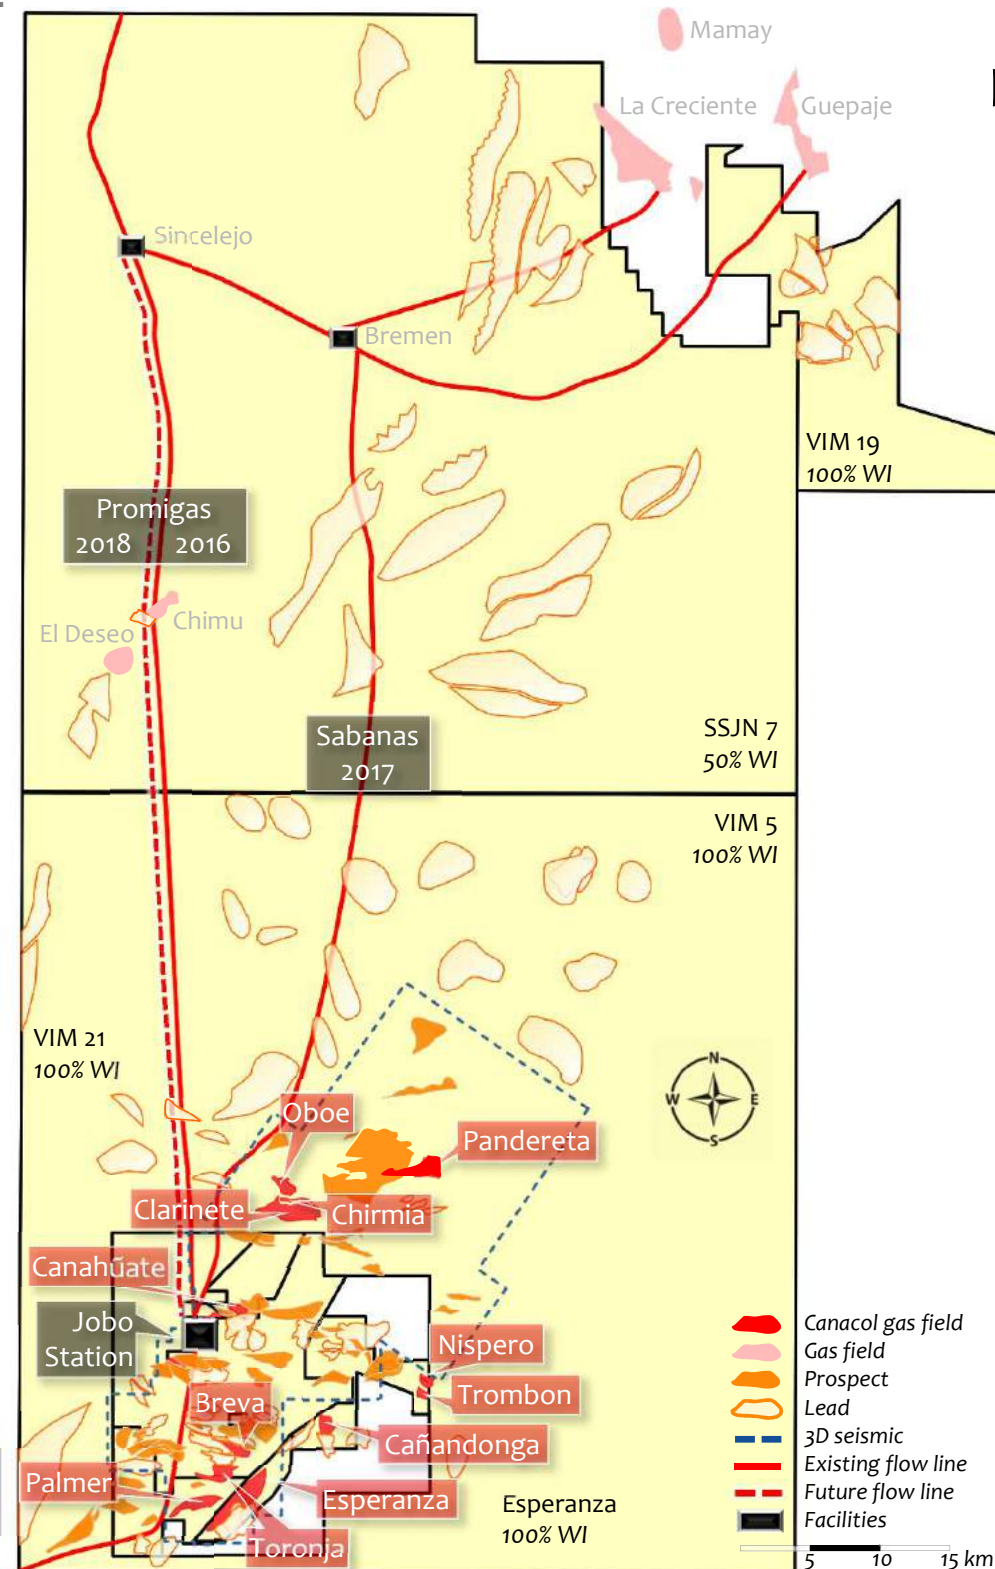 Mamay
La Creciente
Guepaje
Sincelejo
Bremen
VIM 19
100% WI
Promigas
2018 2016
Chimu
El Deseo
SSJN 7
50% WI
Sabanas
2017
VIM 5
100% WI
VIM 21
100% WI
N
W E
S
Oboe
Pandereta
Clarinete
Chirmia
Canahúate
Jobo
Station
Nispero
Trombon
Breva
Cañandonga
Palmer
Esperanza
Toronja
Esperanza
100% WI
Canacol gas field
Gas field
Prospect
Lead
3D seismic
Existing flow line
Future flow line
Facilities
5 10 15 km